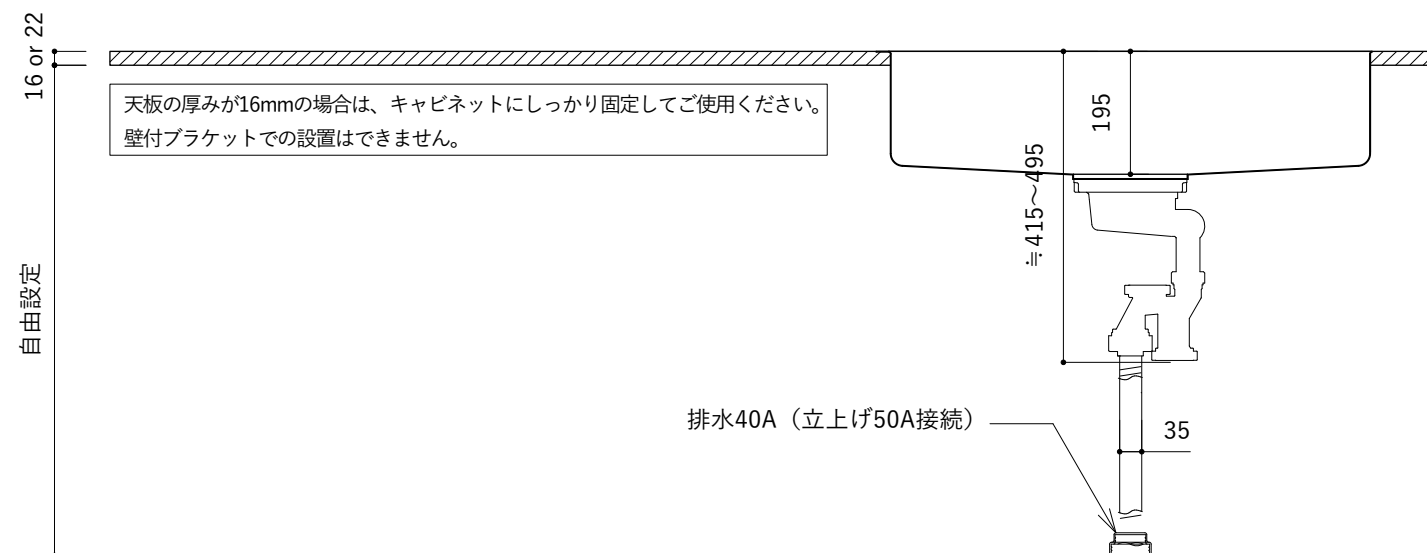 16 or 22
天板の厚みが16mmの場合は、キャビネットにしっかり固定してご使用ください。
壁付ブラケットでの設置はできません。
195
≒415～495
自由設定
排水40A（立上げ50A接続）
35